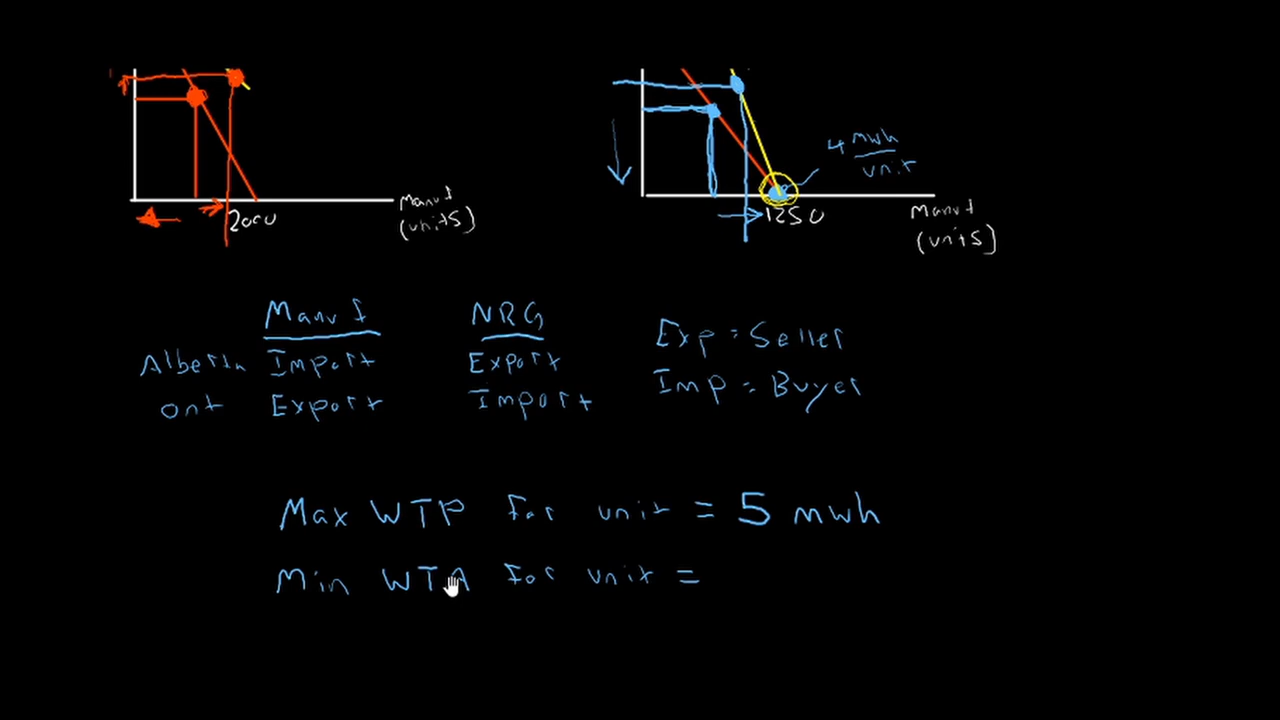 4 mwh
unit
Manuf
(units)
2000
1250
Manuf
(units)
Manuf NRG
Exp = Seller
Alberta Import Export
Imp = Buyer
Ont Export Import
Max WTP for unit = 5 mwh
Min WTA for unit =